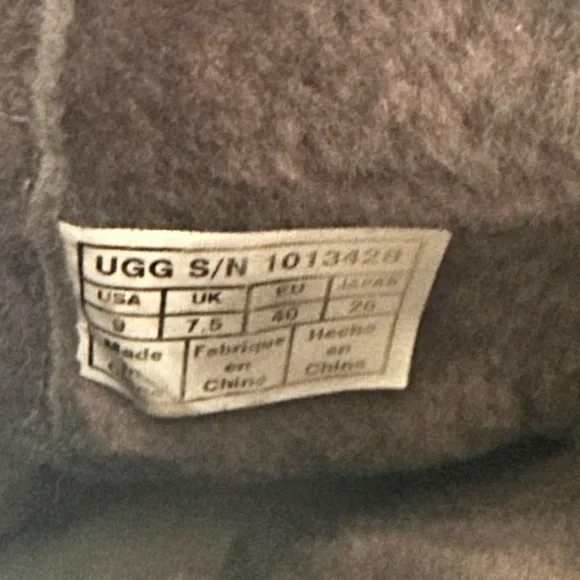 UGG S/N 1013428
USA UK EU JAPAN
9 7.5 40 26
Made Fabrique Hecho
en en
Chine China